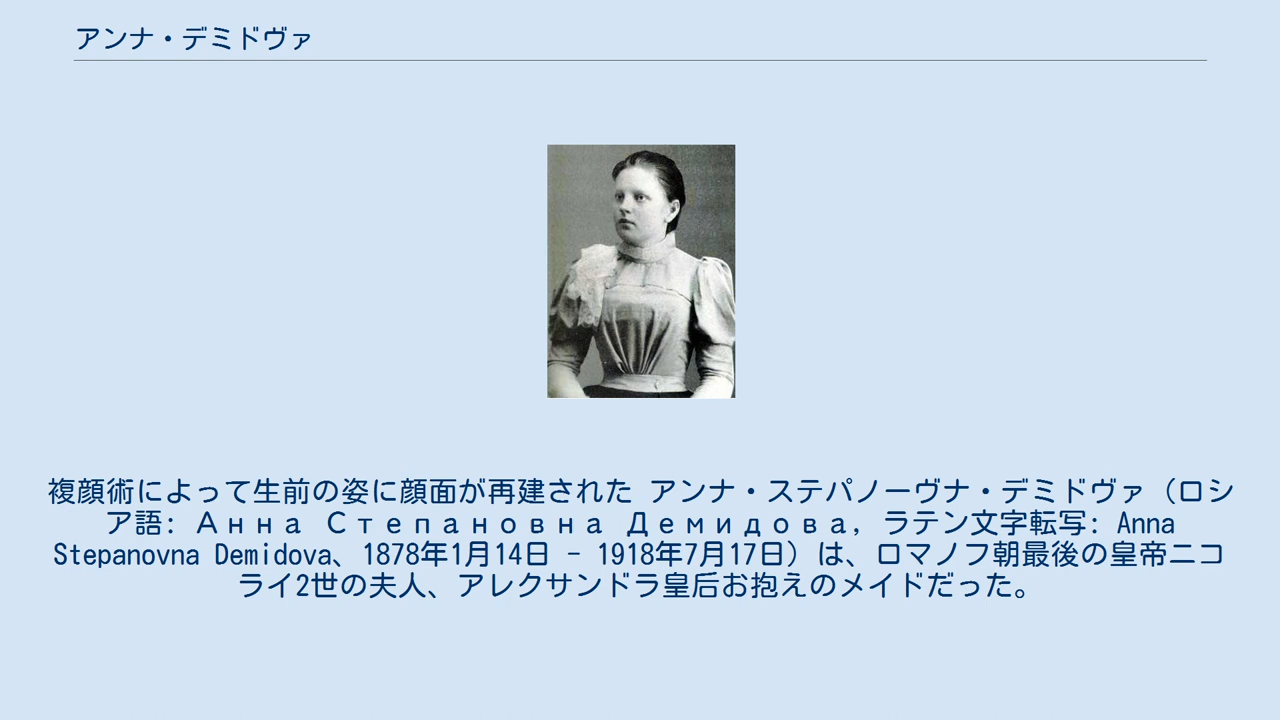 アンナ・デミドヴァ
複顔術によって生前の姿に顔面が再建された アンナ・ステパノーヴナ・デミドヴァ（ロシ
ア語: Анна Степановна Демидова, ラテン文字転写: Anna
Stepanovna Demidova、1878年1月14日 - 1918年7月17日）は、ロマノフ朝最後の皇帝ニコ
ライ2世の夫人、アレクサンドラ皇后お抱えのメイドだった。